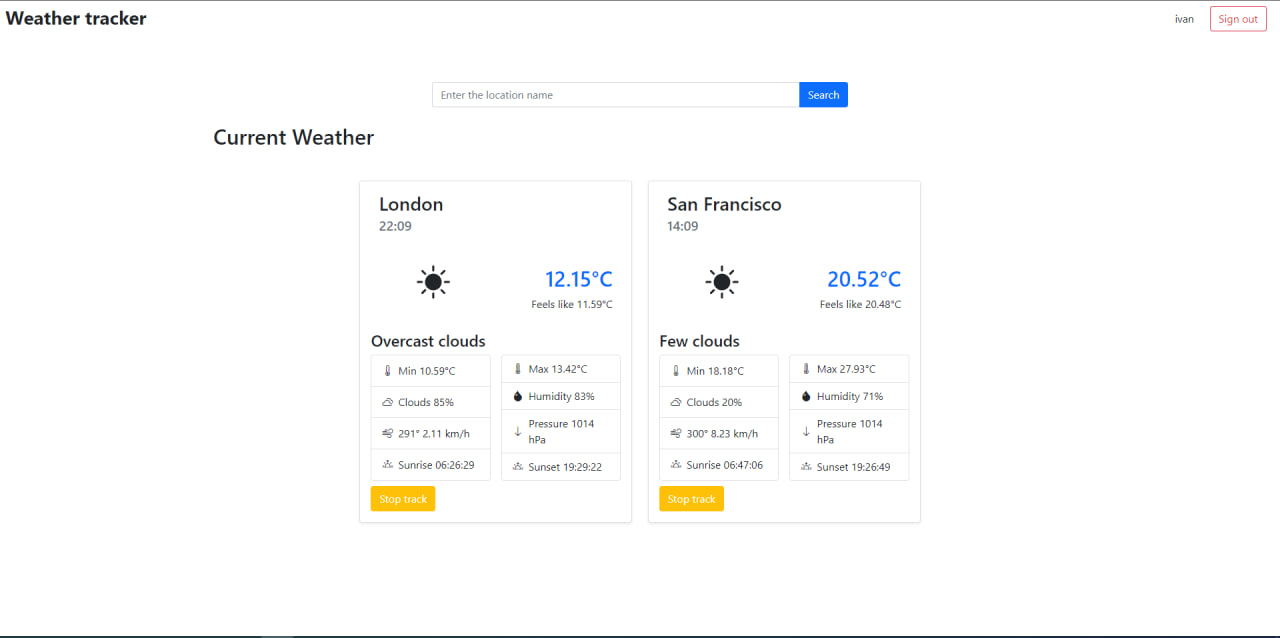 Weather tracker
ivan
Sign out
Enter the location name
Search
Current Weather
London
22:09
12.15°C
Feels like 11.59°C
Overcast clouds
Min 10.59°C
Clouds 85%
291° 2.11 km/h
Sunrise 06:26:29
Max 13.42°C
Humidity 83%
Pressure 1014
hPa
Sunset 19:29:22
Stop track
San Francisco
14:09
20.52°C
Feels like 20.48°C
Few clouds
Min 18.18°C
Clouds 20%
300° 8.23 km/h
Sunrise 06:47:06
Max 27.93°C
Humidity 71%
Pressure 1014
hPa
Sunset 19:26:49
Stop track